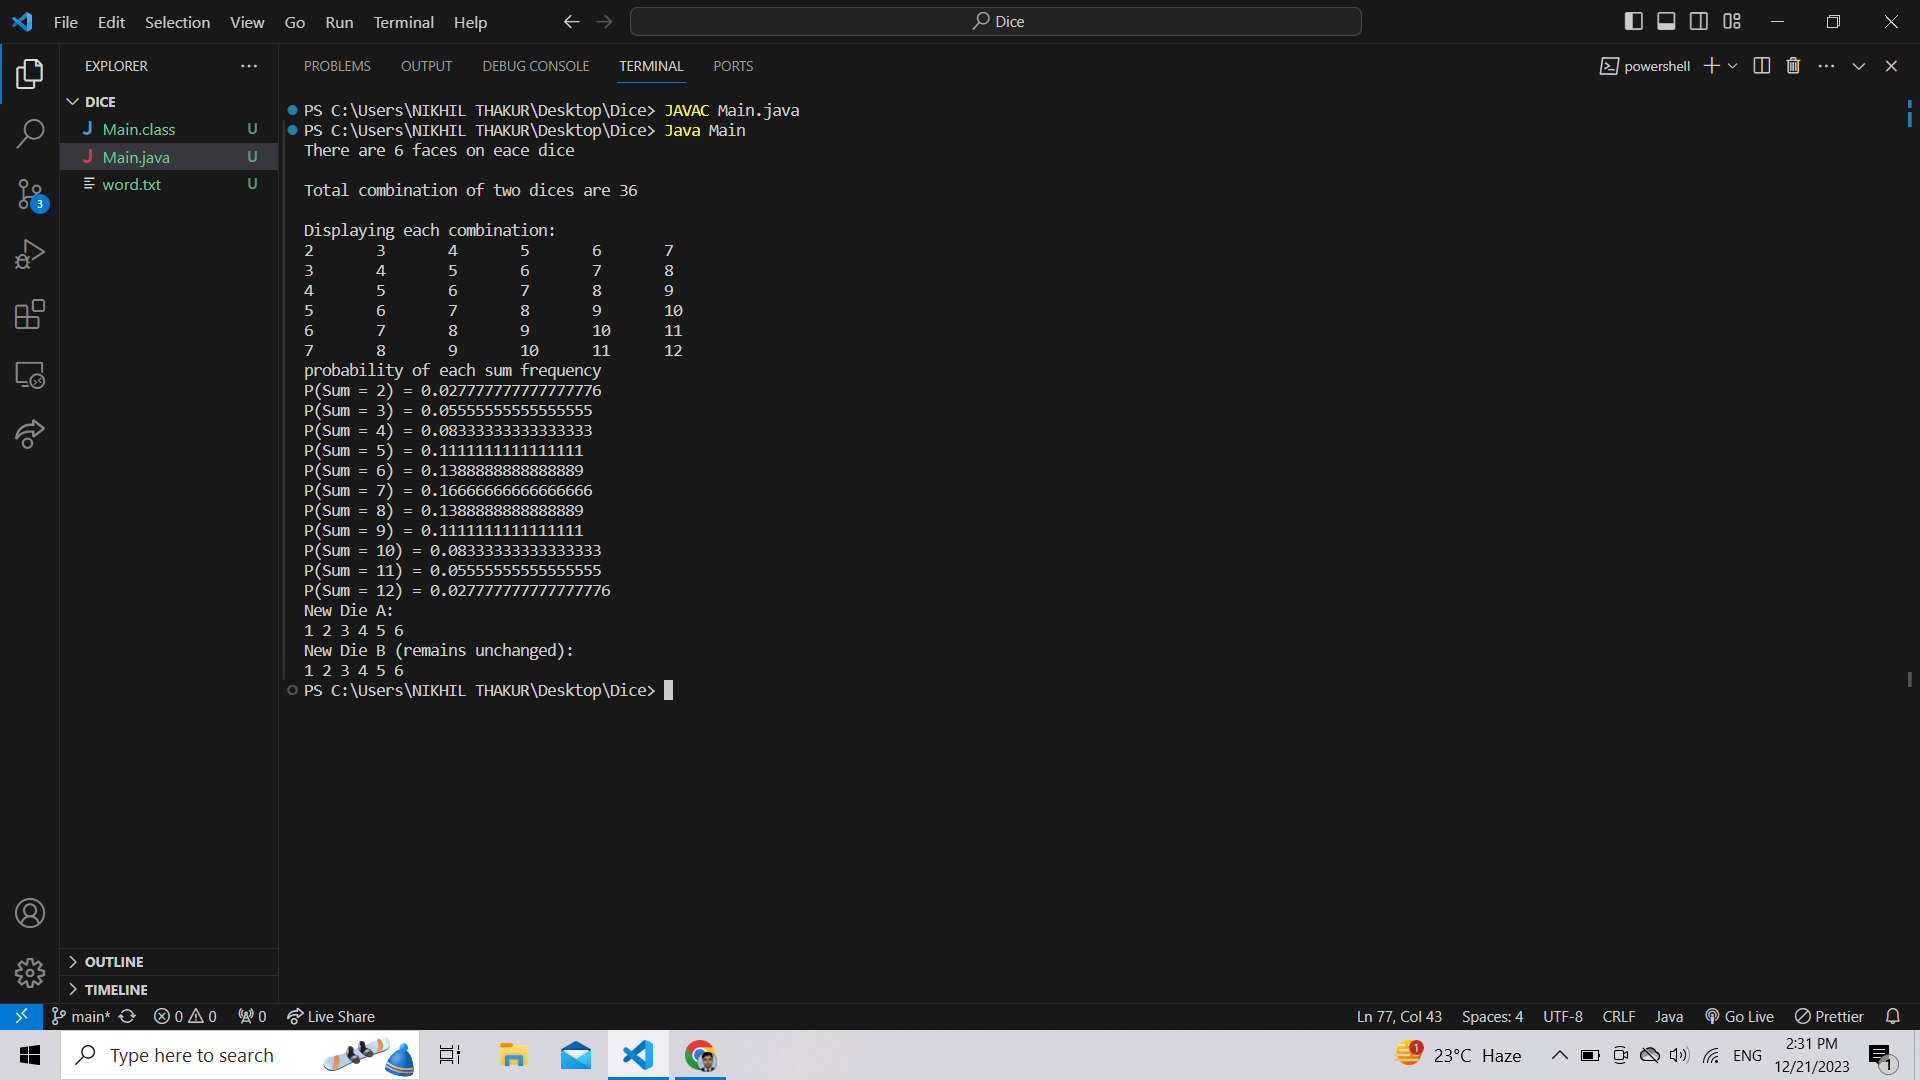 File Edit Selection View Go Run Terminal Help
Dice
EXPLORER
DICE
Main.class U
Main.java U
word.txt U
3
OUTLINE
TIMELINE
PROBLEMS OUTPUT DEBUG CONSOLE TERMINAL PORTS
powershell
PS C:\Users\NIKHIL THAKUR\Desktop\Dice> JAVAC Main.java
PS C:\Users\NIKHIL THAKUR\Desktop\Dice> Java Main
There are 6 faces on eace dice
Total combination of two dices are 36
Displaying each combination:
2 3 4 5 6 7
3 4 5 6 7 8
4 5 6 7 8 9
5 6 7 8 9 10
6 7 8 9 10 11
7 8 9 10 11 12
probability of each sum frequency
P(Sum = 2) = 0.027777777777777776
P(Sum = 3) = 0.05555555555555555
P(Sum = 4) = 0.08333333333333333
P(Sum = 5) = 0.1111111111111111
P(Sum = 6) = 0.1388888888888889
P(Sum = 7) = 0.16666666666666666
P(Sum = 8) = 0.1388888888888889
P(Sum = 9) = 0.1111111111111111
P(Sum = 10) = 0.08333333333333333
P(Sum = 11) = 0.05555555555555555
P(Sum = 12) = 0.027777777777777776
New Die A:
1 2 3 4 5 6
New Die B (remains unchanged):
1 2 3 4 5 6
PS C:\Users\NIKHIL THAKUR\Desktop\Dice>
main* 0 0 0 Live Share Ln 77, Col 43 Spaces: 4 UTF-8 CRLF Java Go Live Prettier
Type here to search 1 23°C Haze ENG 2:31 PM
12/21/2023 1